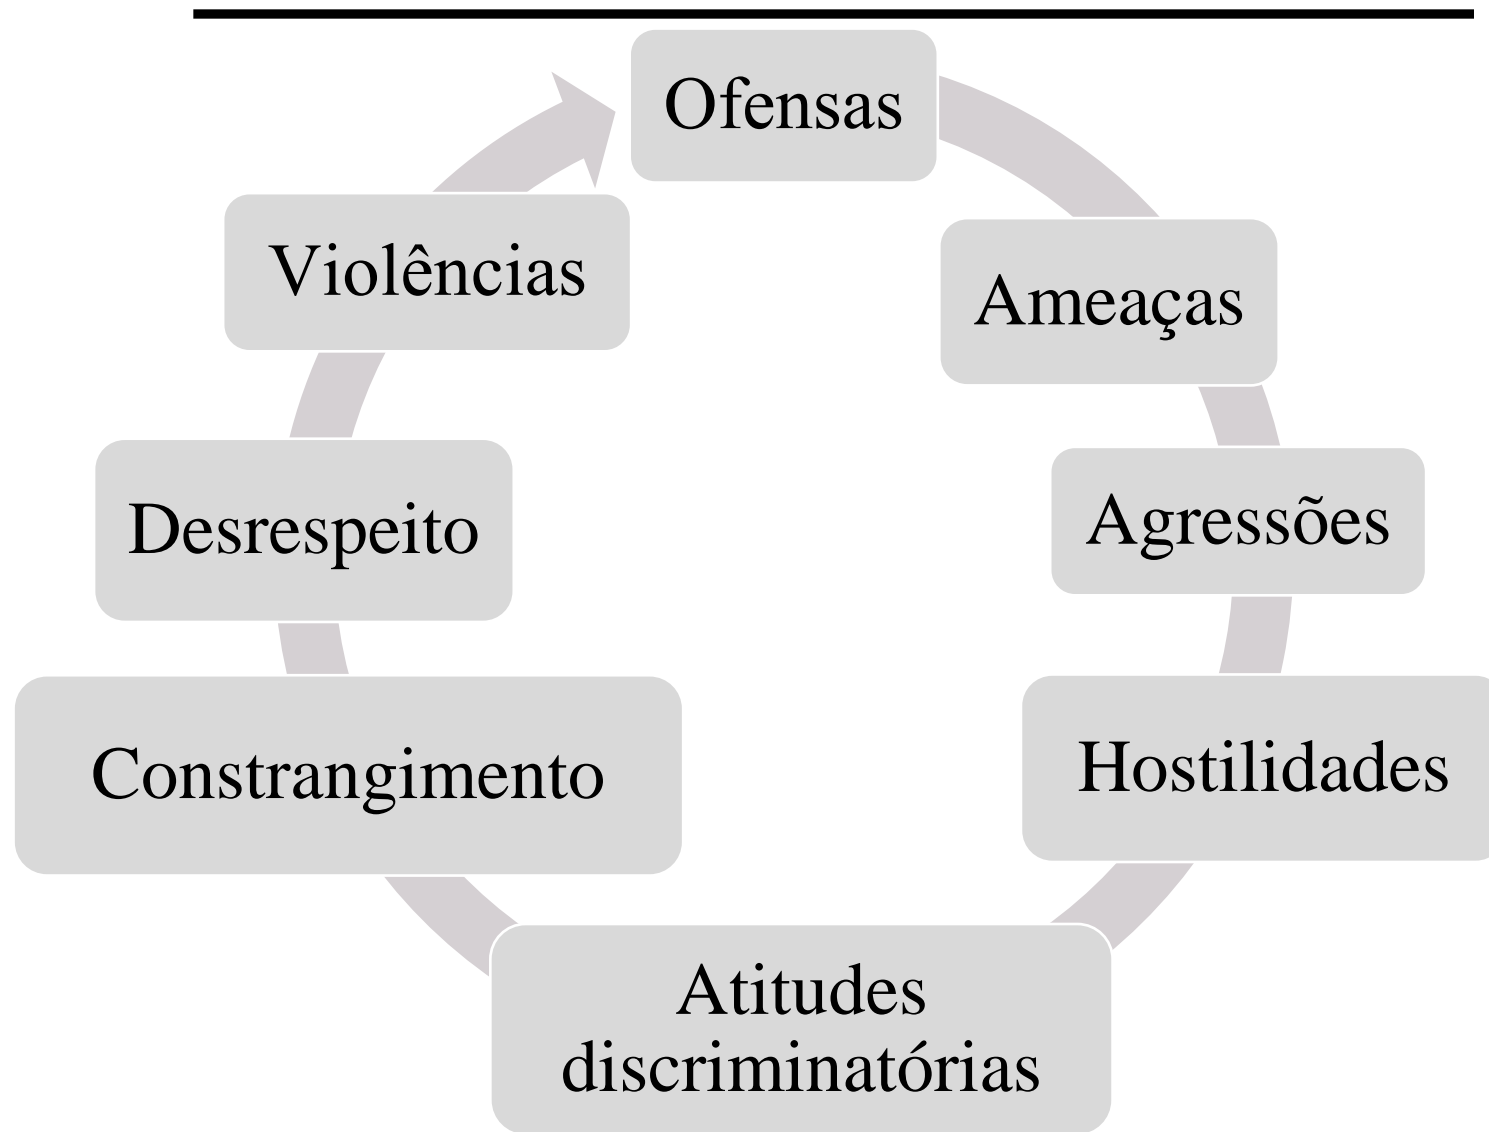 Ofensas
Ameaças
Agressões
Hostilidades
Atitudes
discriminatórias
Constrangimento
Desrespeito
Violências